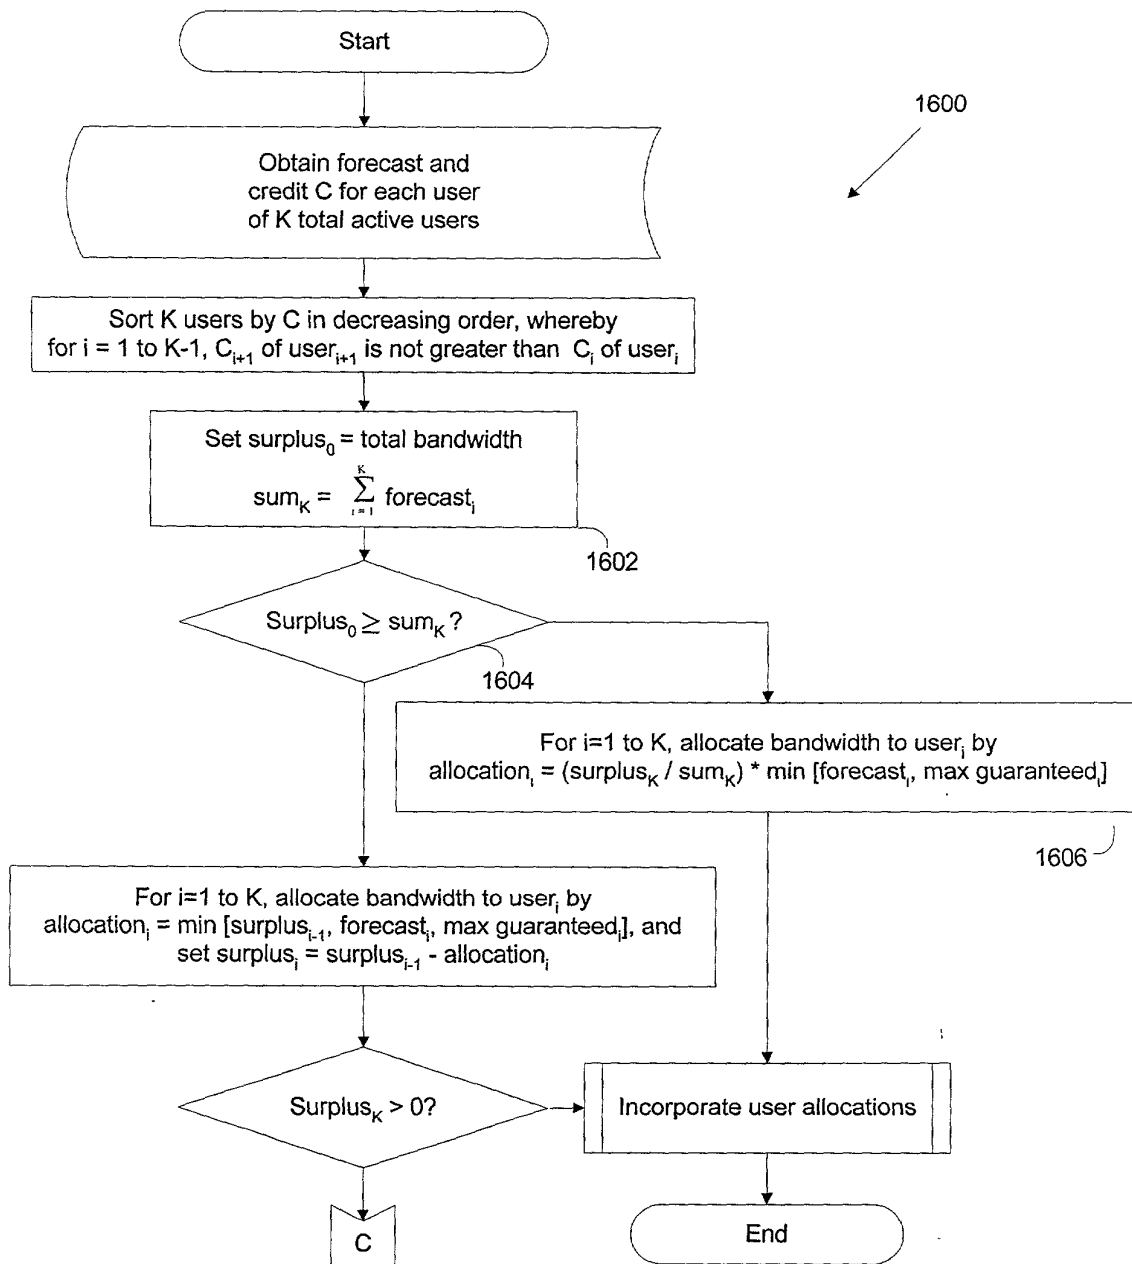 Start
1600
Obtain forecast and
credit C for each user
of K total active users
Sort K users by C in decreasing order, whereby
for i = 1 to K-1, C_{i+1} of user_{i+1} is not greater than C_i of user_i
Set surplus_0 = total bandwidth
sum_K = \sum_{i=1}^{K} forecast_i
1602
Surplus_0 ≥ sum_K ?
1604
For i=1 to K, allocate bandwidth to user_i by
allocation_i = (surplus_K / sum_K) * min [forecast_i, max guaranteed_i]
1606
For i=1 to K, allocate bandwidth to user_i by
allocation_i = min [surplus_{i-1}, forecast_i, max guaranteed_i], and
set surplus_i = surplus_{i-1} - allocation_i
Surplus_K > 0?
Incorporate user allocations
C
End